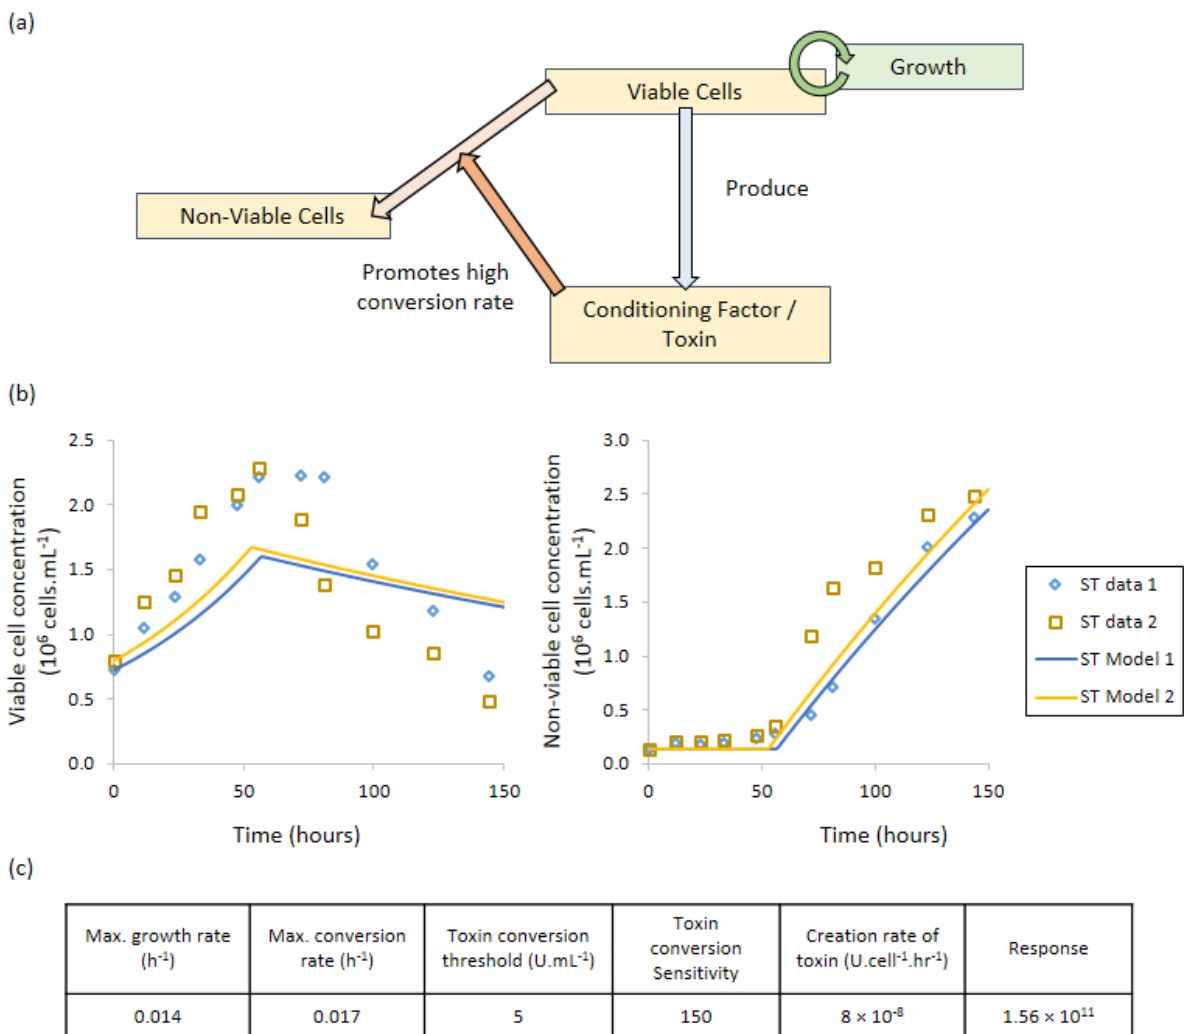 (a)
Growth
Viable Cells
Produce
Non-Viable Cells
Promotes high
conversion rate
Conditioning Factor /
Toxin
(b)
Viable cell concentration
(10⁶ cells.mL⁻¹)
2.5
2.0
1.5
1.0
0.5
0.0
0 50 100 150
Time (hours)
Non-viable cell concentration
(10⁶ cells.mL⁻¹)
3.0
2.5
2.0
1.5
1.0
0.5
0.0
0 50 100 150
Time (hours)
ST data 1
ST data 2
ST Model 1
ST Model 2
(c)
Max. growth rate
(h⁻¹)
Max. conversion
rate (h⁻¹)
Toxin conversion
threshold (U.mL⁻¹)
Toxin
conversion
Sensitivity
Creation rate of
toxin (U.cell⁻¹.hr⁻¹)
Response
0.014 0.017 5 150 8 × 10⁻⁸ 1.56 × 10¹¹